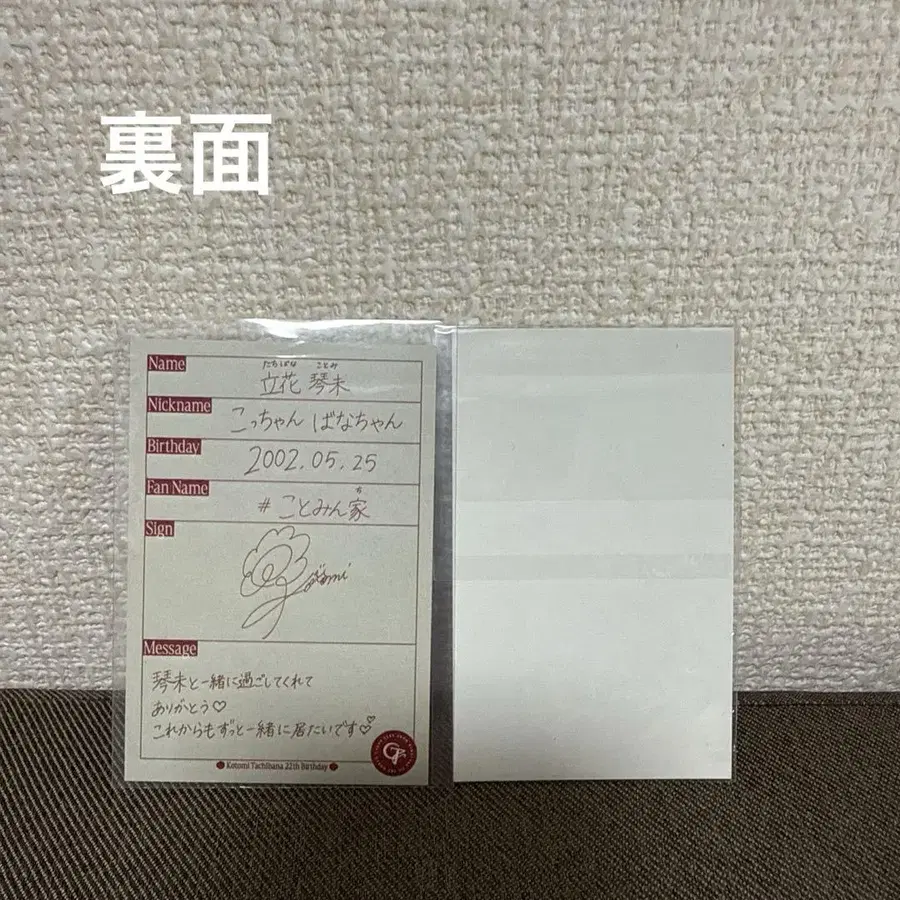 裏面
Name
たちばな ことみ
立花 琴未
Nickname
こっちゃん ばなちゃん
Birthday
2002.05.25
Fan Name
ち
#ことみん家
Sign
Message
琴未と一緒に過ごしてくれて
ありがとう♡
これからもずっと一緒に居たいです♡♡
Kotomi Tachibana 22th Birthday